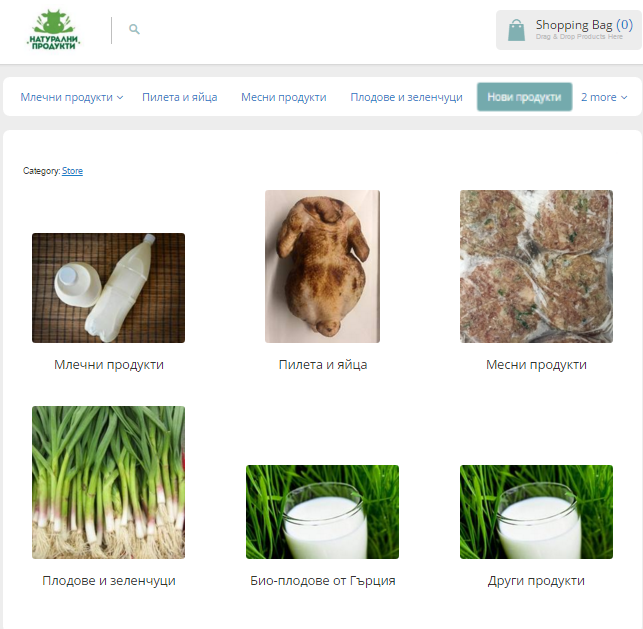 НАТУРАЛНИ
ПРОДУКТИ
Shopping Bag (0)
Drag & Drop Products Here
Млечни продукти
Пилета и яйца
Месни продукти
Плодове и зеленчуци
Нови продукти
2 more
Category: Store
Млечни продукти
Пилета и яйца
Месни продукти
Плодове и зеленчуци
Био-плодове от Гърция
Други продукти